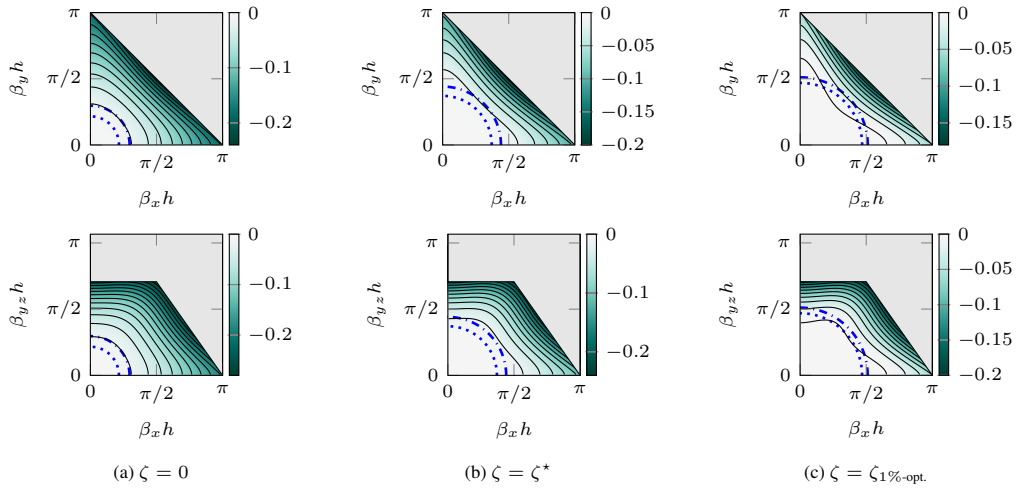 π
π/2
0
0
π/2
π
β_y h
β_x h
0
−0.1
−0.2
π
π/2
0
0
π/2
π
β_y h
β_x h
0
−0.05
−0.1
−0.15
−0.2
π
π/2
0
0
π/2
π
β_y h
β_x h
0
−0.05
−0.1
−0.15
π
π/2
0
0
π/2
π
β_yz h
β_x h
0
−0.1
−0.2
π
π/2
0
0
π/2
π
β_yz h
β_x h
0
−0.1
−0.2
π
π/2
0
0
π/2
π
β_yz h
β_x h
0
−0.05
−0.1
−0.15
−0.2
(a) ζ = 0
(b) ζ = ζ*
(c) ζ = ζ_1%-opt.